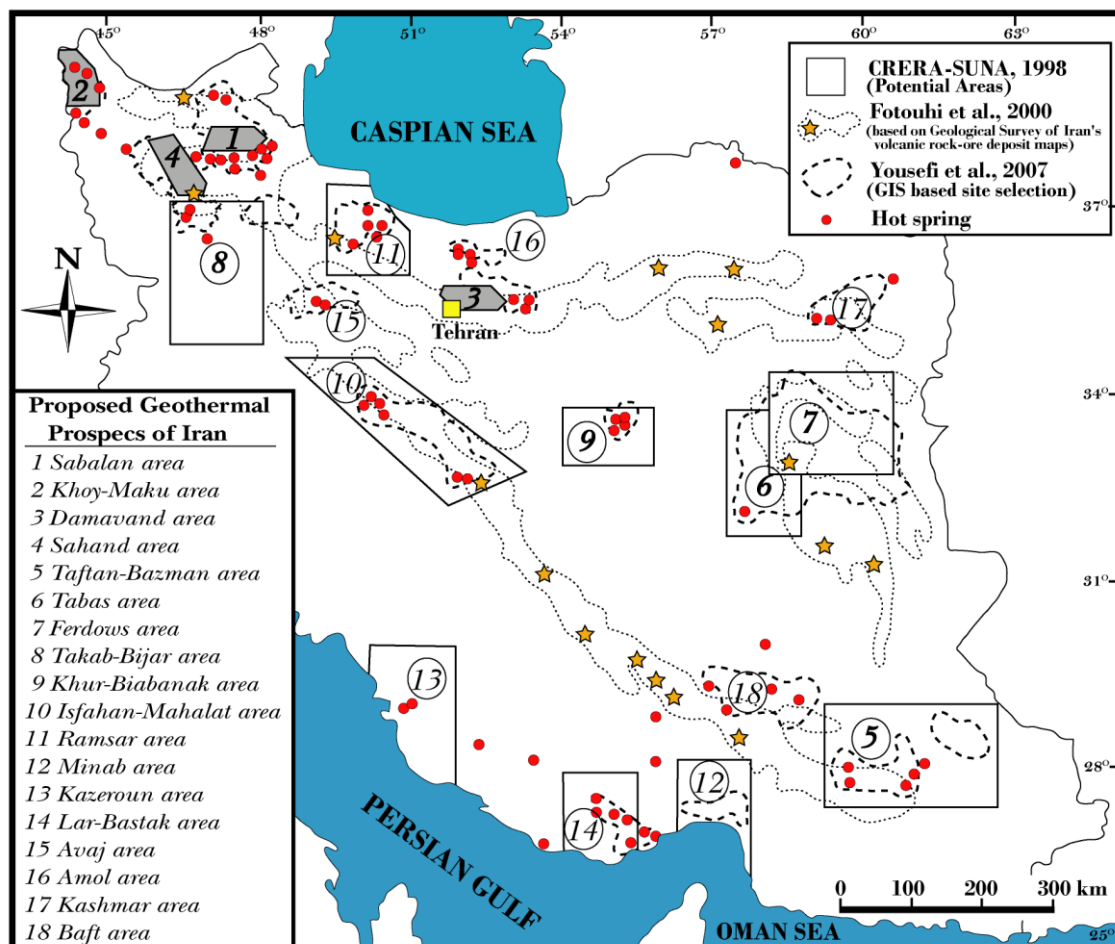 45° 48° 51° 54° 57° 60° 63°
CRERA-SUNA, 1998
(Potential Areas)
Fotouhi et al., 2000
(based on Geological Survey of Iran's
volcanic rock-ore deposit maps)
Yousefi et al., 2007
(GIS based site selection)
Hot spring
CASPIAN SEA
37°
34°
31°
28°
25°
N
2
1
4
8
11
16
3
Tehran
15
17
10
9
7
6
13
18
5
12
14
Proposed Geothermal
Prospecs of Iran
1 Sabalan area
2 Khoy-Maku area
3 Damavand area
4 Sahand area
5 Taftan-Bazman area
6 Tabas area
7 Ferdows area
8 Takab-Bijar area
9 Khur-Biabanak area
10 Isfahan-Mahalat area
11 Ramsar area
12 Minab area
13 Kazeroun area
14 Lar-Bastak area
15 Avaj area
16 Amol area
17 Kashmar area
18 Baft area
PERSIAN GULF
OMAN SEA
0 100 200 300 km